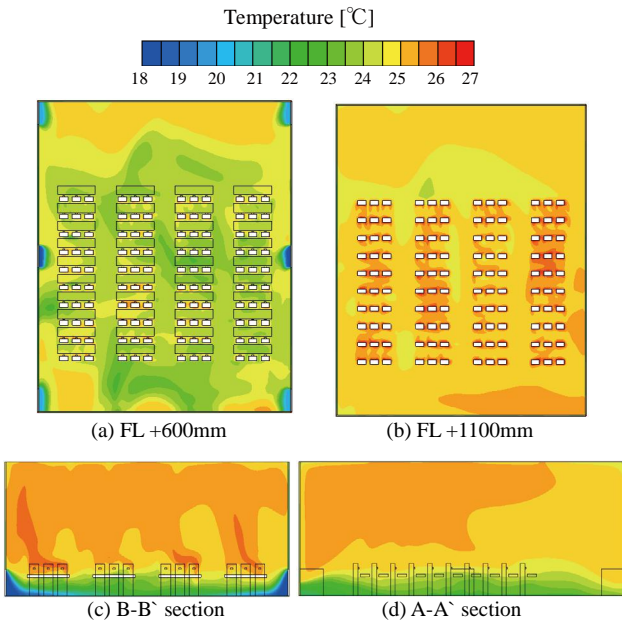 Temperature [℃]
18 19 20 21 22 23 24 25 26 27
(a) FL +600mm
(b) FL +1100mm
(c) B-B` section
(d) A-A` section